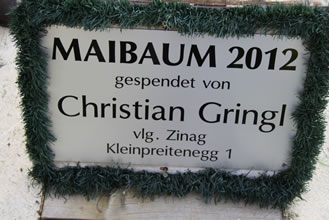 MAIBAUM 2012
gespendet von
Christian Gringl
vlg. Zinag
Kleinpreitenegg 1